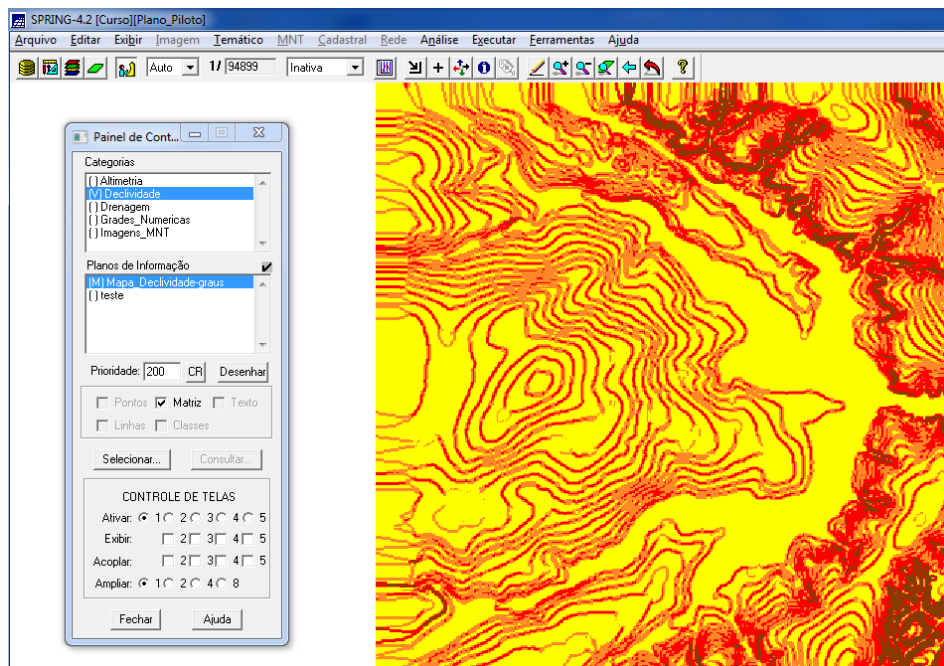 SPRING-4.2 [Curso][Plano_Piloto]
Arquivo Editar Exibir Imagem Temático MNT Cadastral Rede Análise Executar Ferramentas Ajuda
Auto 1/ 94899 Inativa
Painel de Cont...
Categorias
( ) Altimetria
(V) Declividade
( ) Drenagem
( ) Grades_Numericas
( ) Imagens_MNT
Planos de Informação
(M) Mapa_Declividade-graus
( ) teste
Prioridade: 200 CR Desenhar
Pontos Matriz Texto
Linhas Classes
Selecionar... Consultar...
CONTROLE DE TELAS
Ativar: 1 2 3 4 5
Exibir: 2 3 4 5
Acoplar: 2 3 4 5
Ampliar: 1 2 4 8
Fechar Ajuda